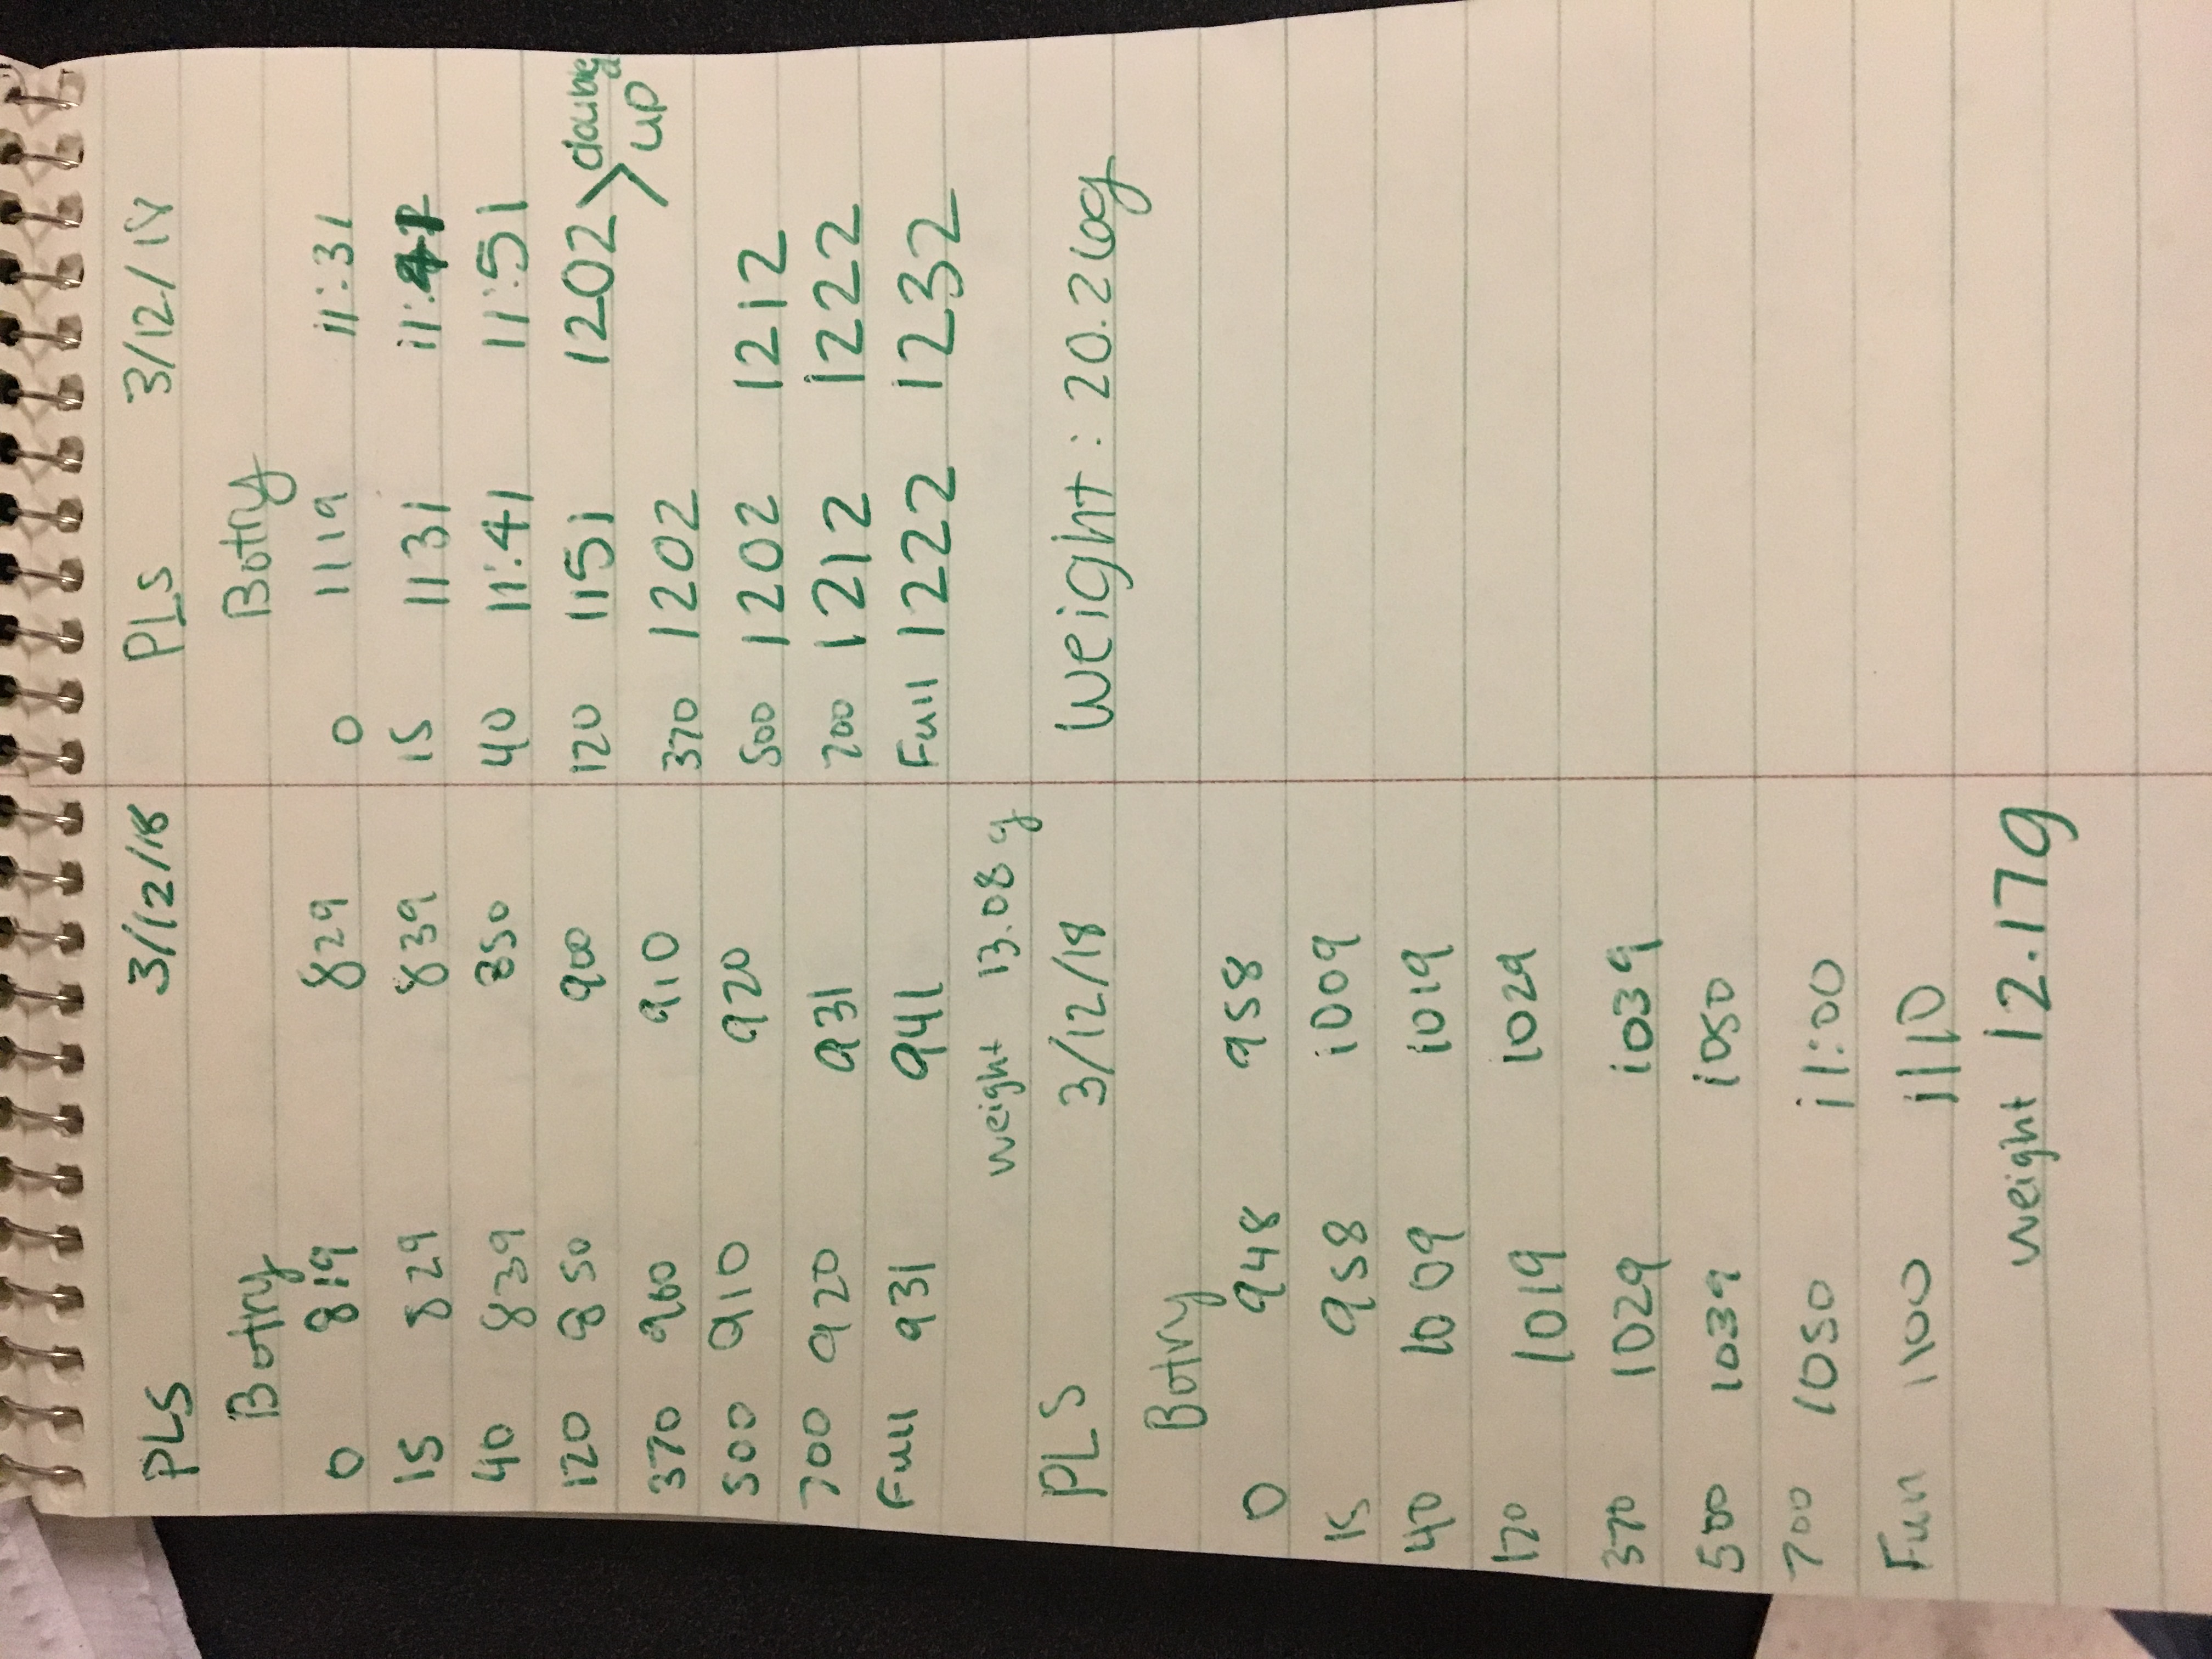 PLS 3/12/18
Botry
0 819 829
15 829 839
40 839 850
120 850 900
370 900 910
500 910 920
700 920 931
Full 931 941
weight 13.08 g
PLS 3/12/18
Botry
0 948 958
15 958 1009
40 1009 1019
120 1019 1029
370 1029 1039
500 1039 1050
700 1050 11:00
Full 1100 1110
weight 12.17g
PLS 3/12/18
Botry
0 1119 11:31
15 1131 11:41
40 11:41 11:51
120 1151 1202 doubled
370 1202 up
500 1202 1212
700 1212 1222
Full 1222 1232
Weight: 20.26g